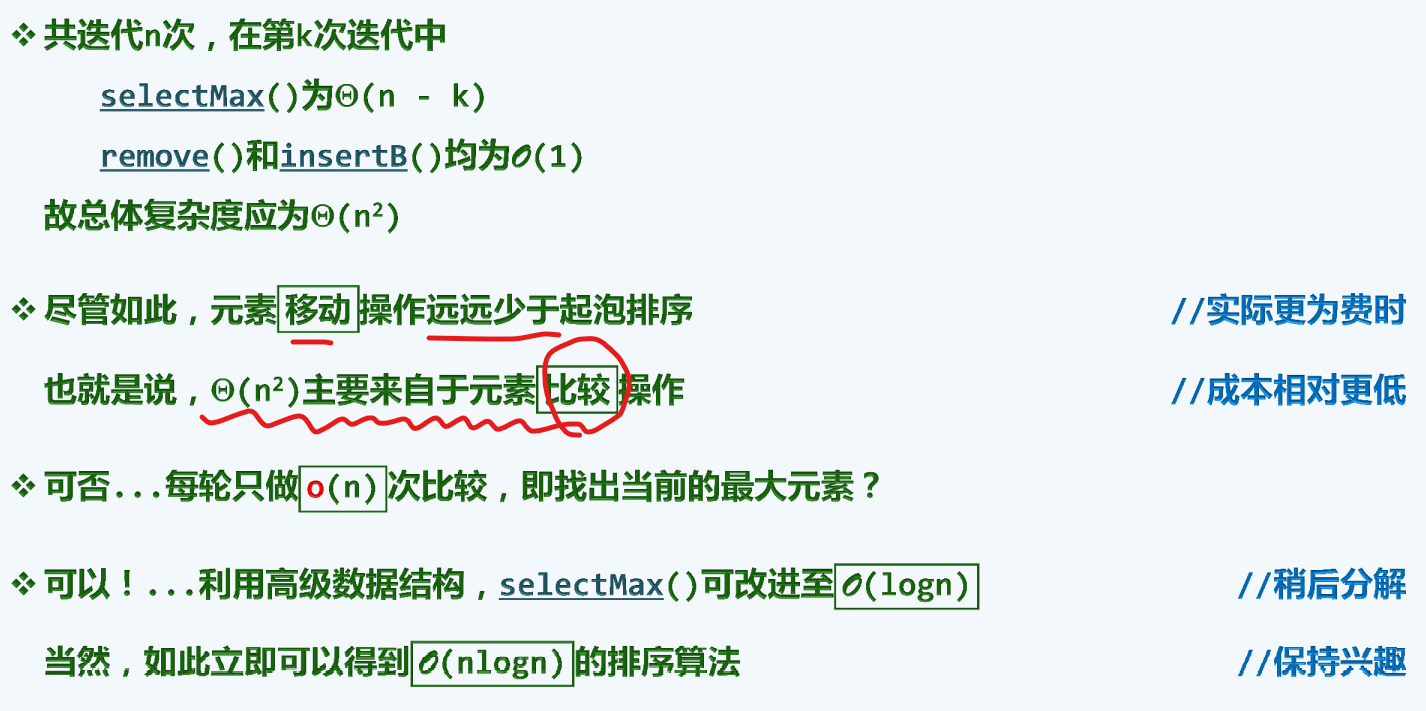 ❖ 共迭代n次，在第k次迭代中
selectMax()为Θ(n - k)
remove()和insertB()均为𝒪(1)
故总体复杂度应为Θ(n²)
❖ 尽管如此，元素移动操作远远少于起泡排序 //实际更为费时
也就是说，Θ(n²)主要来自于元素比较操作 //成本相对更低
❖ 可否...每轮只做o(n)次比较，即找出当前的最大元素？
❖ 可以！...利用高级数据结构，selectMax()可改进至𝒪(logn) //稍后分解
当然，如此立即可以得到𝒪(nlogn)的排序算法 //保持兴趣